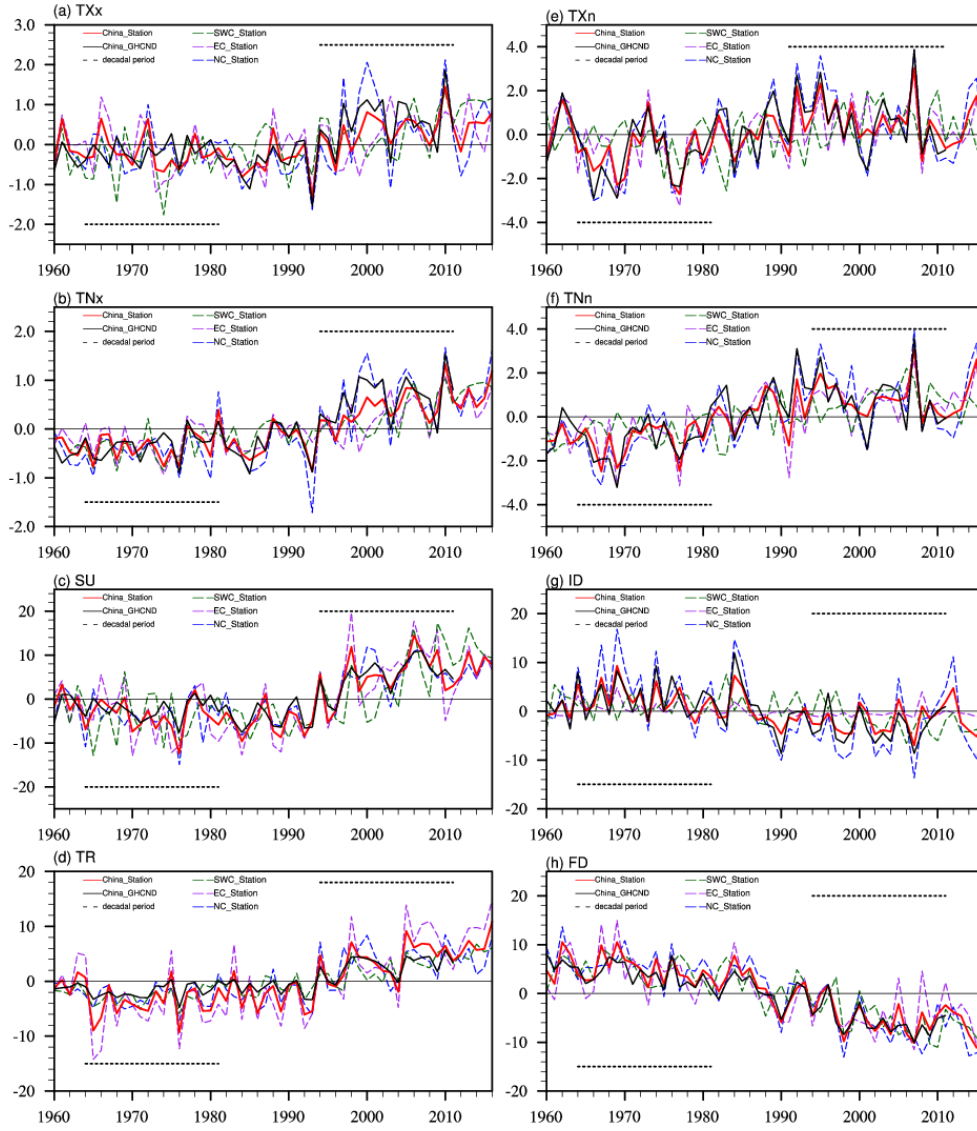 (a) TXx
China_Station
SWC_Station
China_GHCND
EC_Station
decadal period
NC_Station
3.0
2.0
1.0
0.0
-1.0
-2.0
1960 1970 1980 1990 2000 2010
(e) TXn
China_Station
SWC_Station
China_GHCND
EC_Station
decadal period
NC_Station
4.0
2.0
0.0
-2.0
-4.0
1960 1970 1980 1990 2000 2010
(b) TNx
China_Station
SWC_Station
China_GHCND
EC_Station
decadal period
NC_Station
2.0
1.0
0.0
-1.0
-2.0
1960 1970 1980 1990 2000 2010
(f) TNn
China_Station
SWC_Station
China_GHCND
EC_Station
decadal period
NC_Station
4.0
2.0
0.0
-2.0
-4.0
1960 1970 1980 1990 2000 2010
(c) SU
China_Station
SWC_Station
China_GHCND
EC_Station
decadal period
NC_Station
20
10
0
-10
-20
1960 1970 1980 1990 2000 2010
(g) ID
China_Station
SWC_Station
China_GHCND
EC_Station
decadal period
NC_Station
20
10
0
-10
-20
1960 1970 1980 1990 2000 2010
(d) TR
China_Station
SWC_Station
China_GHCND
EC_Station
decadal period
NC_Station
20
10
0
-10
-20
1960 1970 1980 1990 2000 2010
(h) FD
China_Station
SWC_Station
China_GHCND
EC_Station
decadal period
NC_Station
20
10
0
-10
-20
1960 1970 1980 1990 2000 2010